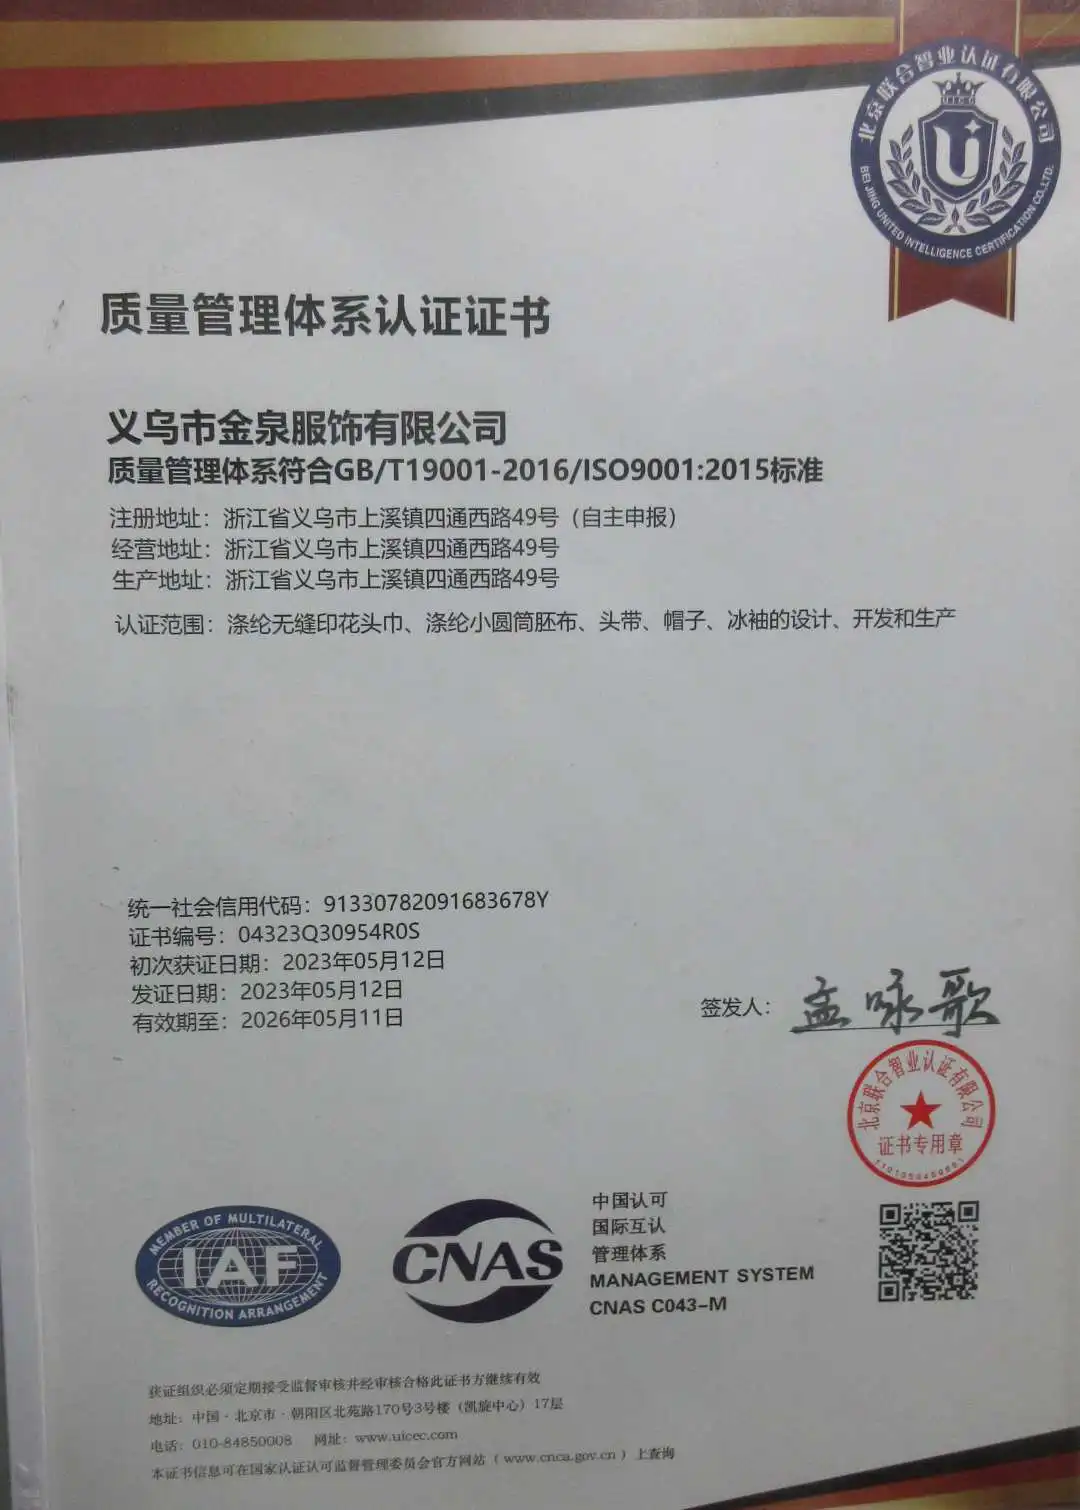 北京联合智业认证有限公司
BEI JING UNITED INTELLIGENCE CERTIFICATION CO.,LTD.
质量管理体系认证证书
义乌市金泉服饰有限公司
质量管理体系符合GB/T19001-2016/ISO9001:2015标准
注册地址：浙江省义乌市上溪镇四通西路49号（自主申报）
经营地址：浙江省义乌市上溪镇四通西路49号
生产地址：浙江省义乌市上溪镇四通西路49号
认证范围：涤纶无缝印花头巾、涤纶小圆筒胚布、头带、帽子、冰袖的设计、开发和生产
统一社会信用代码：91330782091683678Y
证书编号：04323Q30954R0S
初次获证日期：2023年05月12日
发证日期：2023年05月12日
有效期至：2026年05月11日
签发人：孟咏歌
北京联合智业认证有限公司
证书专用章
MEMBER OF MULTILATERAL
IAF
RECOGNITION ARRANGEMENT
CNAS
中国认可
国际互认
管理体系
MANAGEMENT SYSTEM
CNAS C043-M
获证组织必须定期接受监督审核并经审核合格此证书方继续有效
地址：中国·北京市·朝阳区北苑路170号3号楼（凯旋中心）17层
电话：010-84850008 网址：www.uicec.com
本证书信息可在国家认证认可监督管理委员会官方网站（www.cnca.gov.cn）上查询